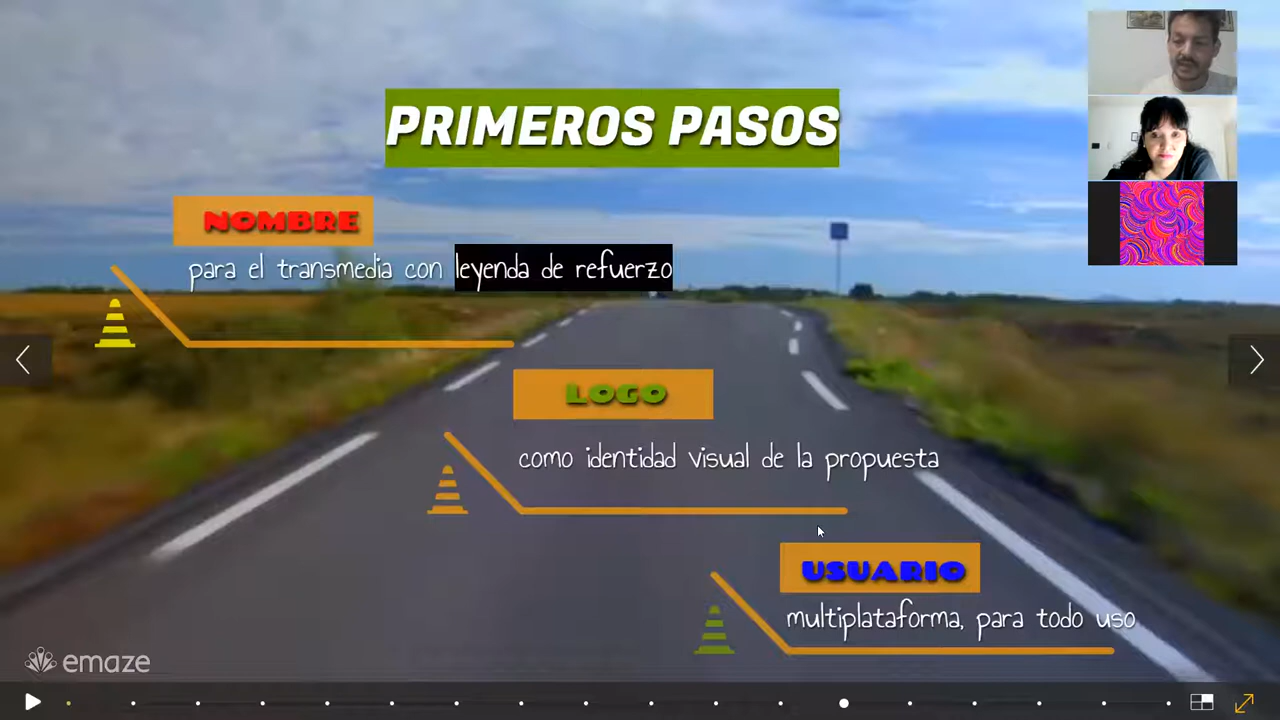 PRIMEROS PASOS
NOMBRE
para el transmedia con leyenda de refuerzo
LOGO
como identidad visual de la propuesta
USUARIO
multiplataforma, para todo uso
emaze